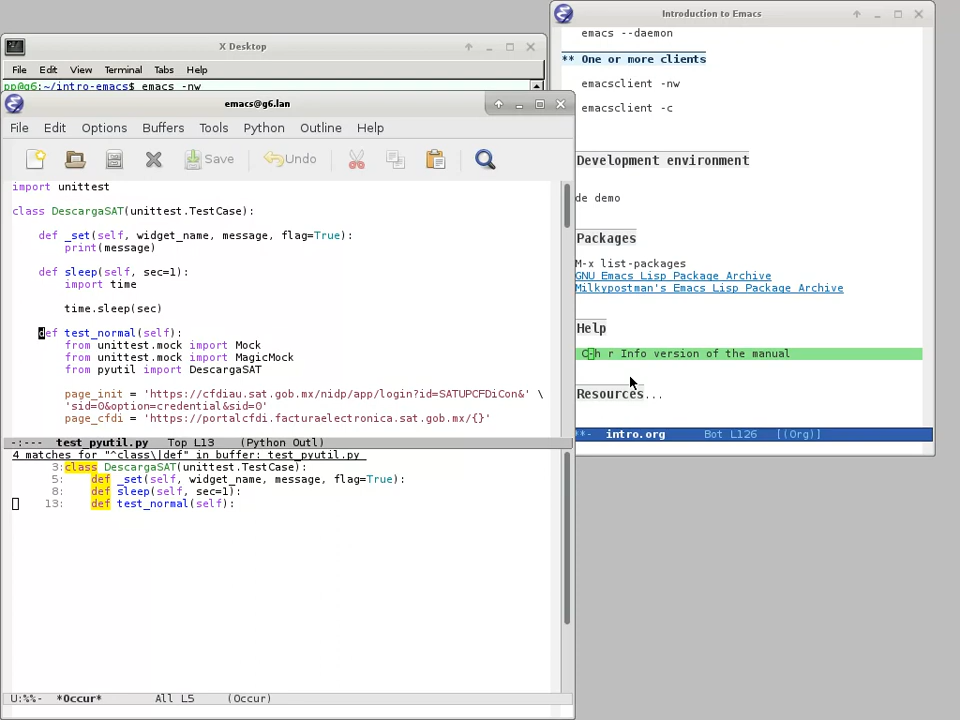 X Desktop
File Edit View Terminal Tabs Help
pp@g6:~/intro-emacs$ emacs -nw
emacs@g6.lan
File Edit Options Buffers Tools Python Outline Help
Save Undo
import unittest
class DescargaSAT(unittest.TestCase):
def _set(self, widget_name, message, flag=True):
print(message)
def sleep(self, sec=1):
import time
time.sleep(sec)
def test_normal(self):
from unittest.mock import Mock
from unittest.mock import MagicMock
from pyutil import DescargaSAT
page_init = 'https://cfdiau.sat.gob.mx/nidp/app/login?id=SATUPCFDiCon&' \
'sid=0&option=credential&sid=0'
page_cfdi = 'https://portalcfdi.facturaelectronica.sat.gob.mx/{}'
-:--- test_pyutil.py Top L13 (Python Outl)
4 matches for "^class\|def" in buffer: test_pyutil.py
3:class DescargaSAT(unittest.TestCase):
5: def _set(self, widget_name, message, flag=True):
8: def sleep(self, sec=1):
13: def test_normal(self):
U:%%- *Occur* All L5 (Occur)
Introduction to Emacs
emacs --daemon
** One or more clients
emacsclient -nw
emacsclient -c
Development environment
de demo
Packages
M-x list-packages
GNU Emacs Lisp Package Archive
Milkypostman's Emacs Lisp Package Archive
Help
C-h r Info version of the manual
Resources...
**- intro.org Bot L126 [(Org)]